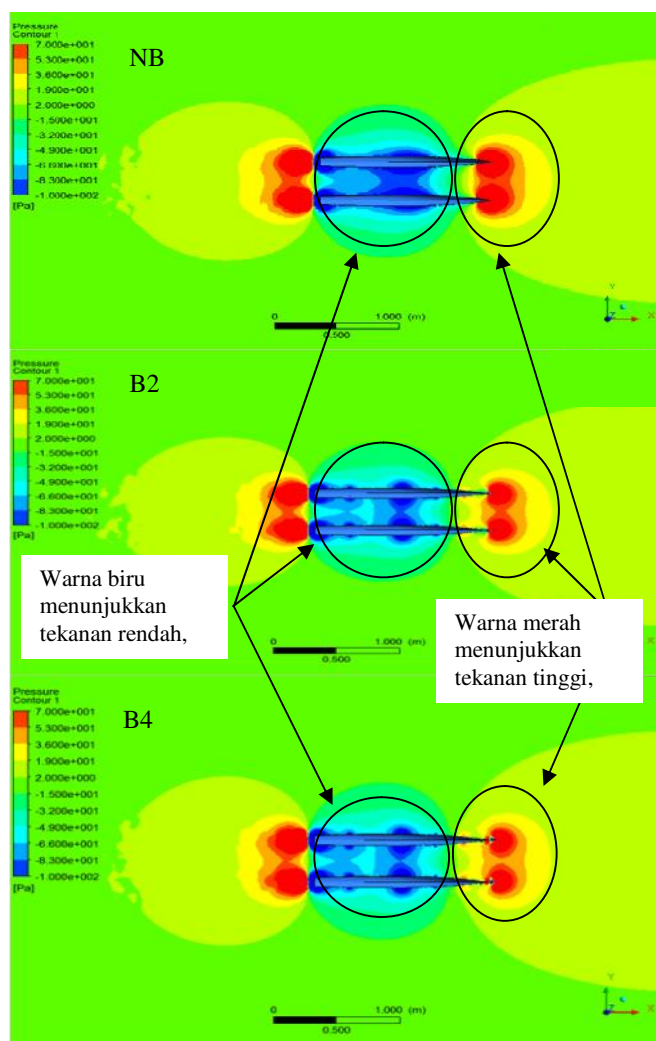 Pressure
Contour 1
7.000e+001
5.300e+001
3.600e+001
1.900e+001
2.000e+000
-1.500e+001
-3.200e+001
-4.900e+001
-6.600e+001
-8.300e+001
-1.000e+002
[Pa]
NB
0 1.000 (m)
0.500
Y
Z X
Pressure
Contour 1
7.000e+001
5.300e+001
3.600e+001
1.900e+001
2.000e+000
-1.500e+001
-3.200e+001
-4.900e+001
-6.600e+001
-8.300e+001
-1.000e+002
B2
Warna biru
menunjukkan
tekanan rendah,
Warna merah
menunjukkan
tekanan tinggi,
0 1.000 (m)
0.500
X
Pressure
Contour 1
7.000e+001
5.300e+001
3.600e+001
1.900e+001
2.000e+000
-1.500e+001
-3.200e+001
-4.900e+001
-6.600e+001
-8.300e+001
-1.000e+002
[Pa]
B4
0 1.000 (m)
0.500
Y
Z X